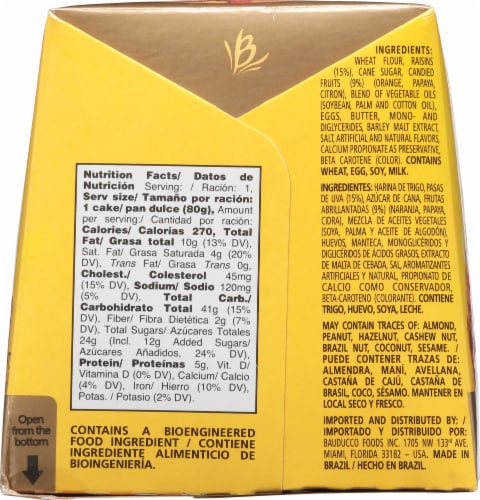 B
INGREDIENTS:
WHEAT FLOUR, RAISINS
(15%), CANE SUGAR, CANDIED
FRUITS (9%) (ORANGE, PAPAYA,
CITRON), BLEND OF VEGETABLE OILS
(SOYBEAN, PALM AND COTTON OIL),
EGGS, BUTTER, MONO- AND
DIGLYCERIDES, BARLEY MALT EXTRACT,
SALT, ARTIFICIAL AND NATURAL FLAVORS,
CALCIUM PROPIONATE AS PRESERVATIVE,
BETA CAROTENE (COLOR). CONTAINS
WHEAT, EGG, SOY, MILK.
INGREDIENTES: HARINA DE TRIGO, PASAS
DE UVA (15%), AZÚCAR DE CANA, FRUTAS
ABRILLANTADAS (9%) (NARANJA, PAPAYA,
CIDRA), MEZCLA DE ACEITES VEGETALES
(SOYA, PALMA Y ACEITE DE ALGODÓN),
HUEVOS, MANTECA, MONOGLICÉRIDOS Y
DIGLICÉRIDOS DE ÁCIDOS GRASOS, EXTRACTO
DE MALTA DE CEBADA, SAL, AROMATIZANTES
ARTIFICIALES Y NATURAL, PROPIONATO DE
CALCIO COMO CONSERVADOR,
BETA-CAROTENO (COLORANTE). CONTIENE
TRIGO, HUEVO, SOYA, LECHE.
MAY CONTAIN TRACES OF: ALMOND,
PEANUT, HAZELNUT, CASHEW NUT,
BRAZIL NUT, COCONUT, SESAME. /
PUEDE CONTENER TRAZAS DE:
ALMENDRA, MANÍ, AVELLANA,
CASTAÑA DE CAJÚ, CASTAÑA DE
BRASIL, COCO, SÉSAMO. MANTENER EN
LOCAL SECO Y FRESCO.
IMPORTED AND DISTRIBUTED BY: /
IMPORTADO Y DISTRIBUIDO POR:
BAUDUCCO FOODS INC. 1705 NW 133rd AVE.
MIAMI, FLORIDA 33182 – USA. MADE IN
BRAZIL / HECHO EN BRAZIL.
Nutrition Facts/ Datos de
Nutrición Serving: / Ración: 1,
Serv size/ Tamaño por ración:
1 cake/ pan dulce (80g), Amount
per serving:/ Cantidad por ración:
Calories/ Calorías 270, Total
Fat/ Grasa total 10g (13% DV),
Sat. Fat/ Grasa Saturada 4g (20%
DV), Trans Fat/ Grasa Trans 0g,
Cholest./ Colesterol 45mg
(15% DV), Sodium/ Sodio 120mg
(5% DV), Total Carb./
Carbohidrato Total 41g (15%
DV), Fiber/ Fibra Dietética 2g (7%
DV), Total Sugars/ Azúcares Totales
24g (Incl. 12g Added Sugars/
Azúcares Añadidos, 24% DV),
Protein/ Proteínas 5g, Vit. D/
Vitamina D (0% DV), Calcium/ Calcio
(4% DV), Iron/ Hierro (10% DV),
Potas. / Potasio (2% DV).
CONTAINS A BIOENGINEERED
FOOD INGREDIENT / CONTIENE
INGREDIENTE ALIMENTICIO DE
BIOINGENIERÍA.
Open
from the
bottom